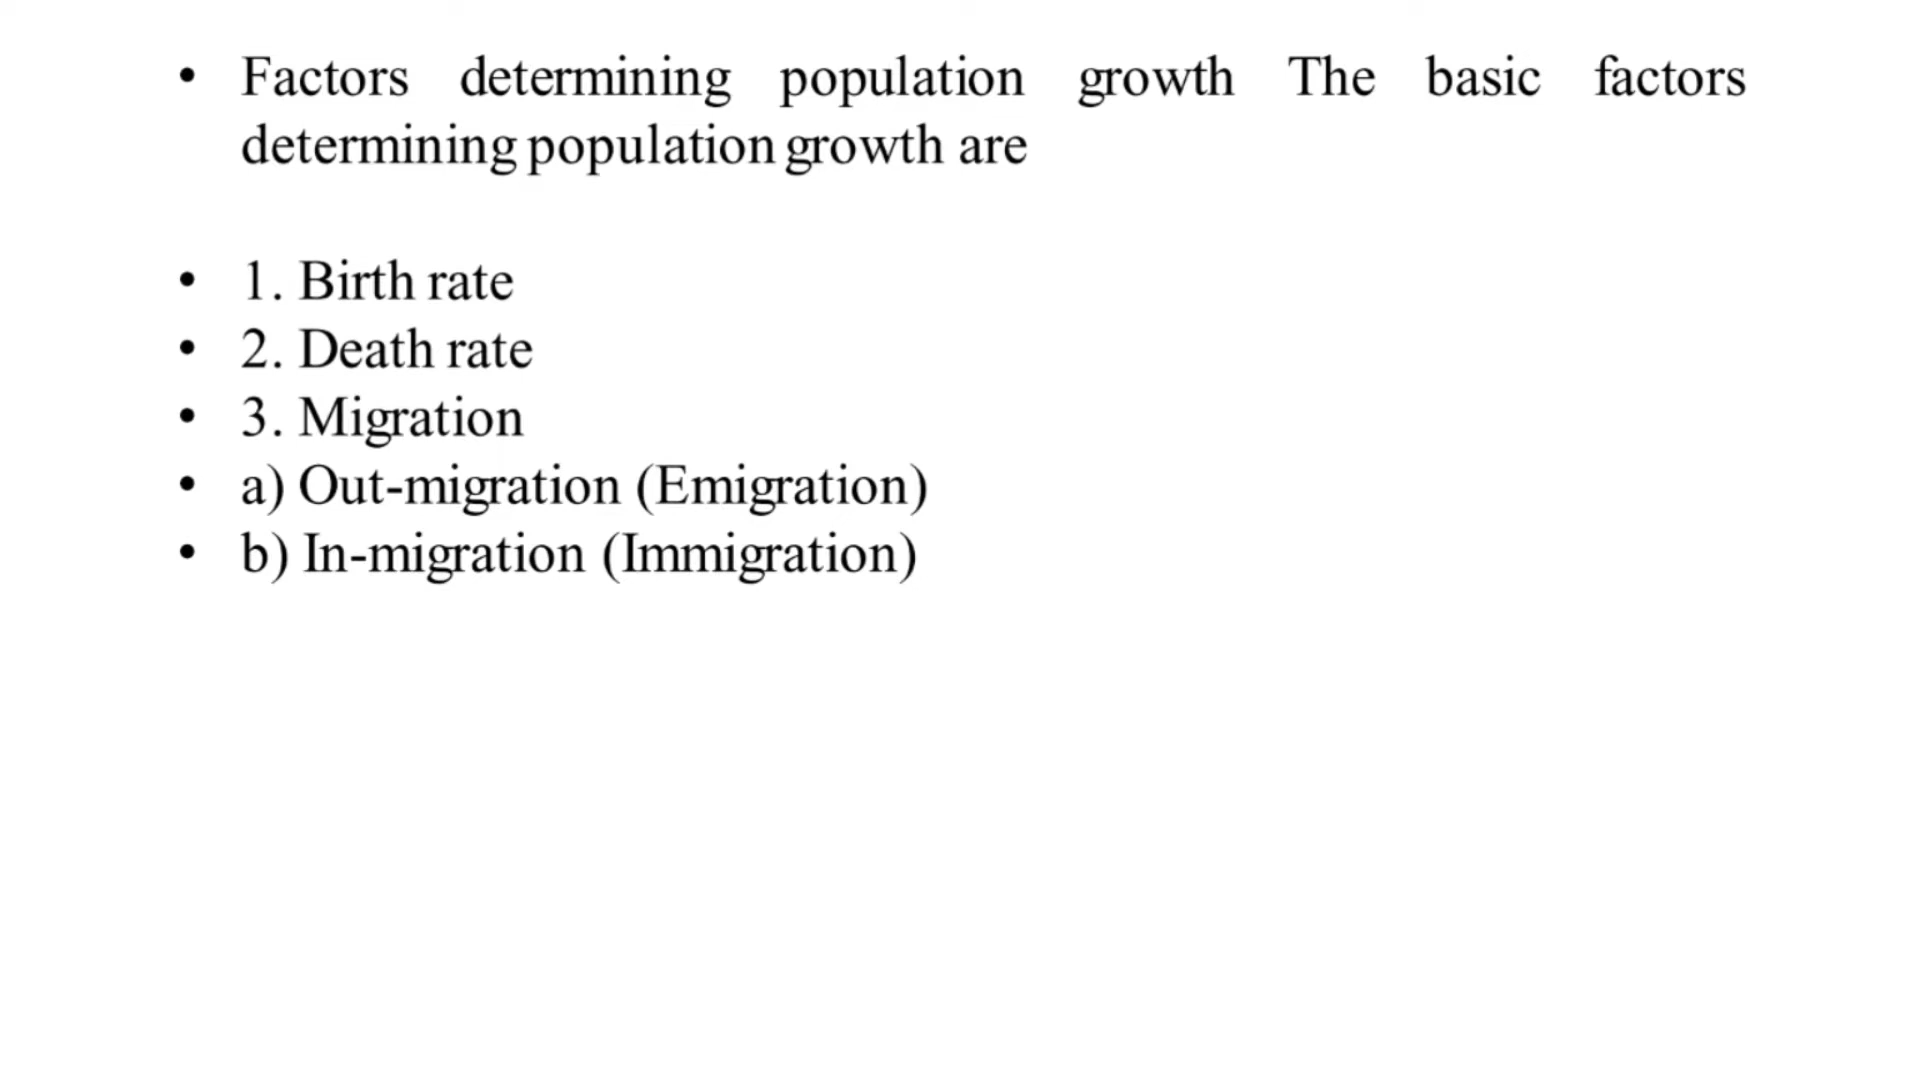 • Factors determining population growth The basic factors
determining population growth are
• 1. Birth rate
• 2. Death rate
• 3. Migration
• a) Out-migration (Emigration)
• b) In-migration (Immigration)